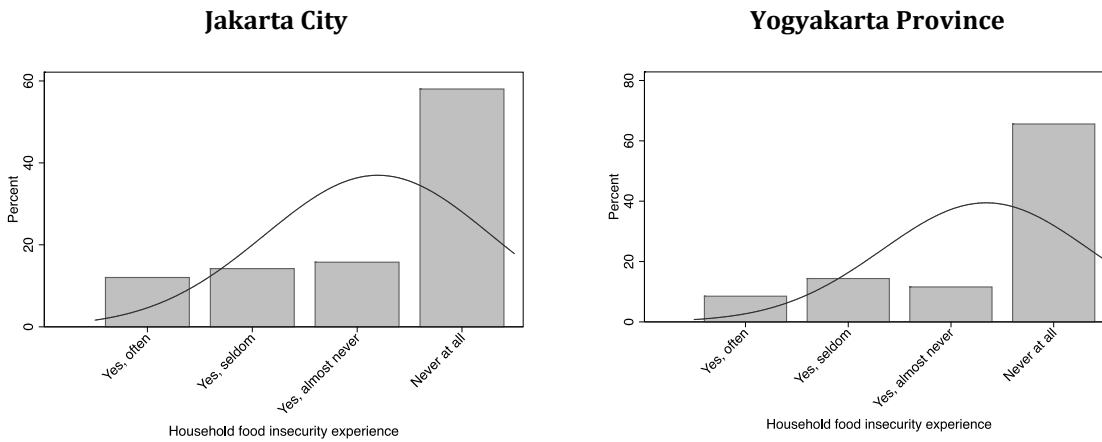 Jakarta City
Percent
60
40
20
0
Yes, often
Yes, seldom
Yes, almost never
Never at all
Household food insecurity experience
Yogyakarta Province
Percent
80
60
40
20
0
Yes, often
Yes, seldom
Yes, almost never
Never at all
Household food insecurity experience